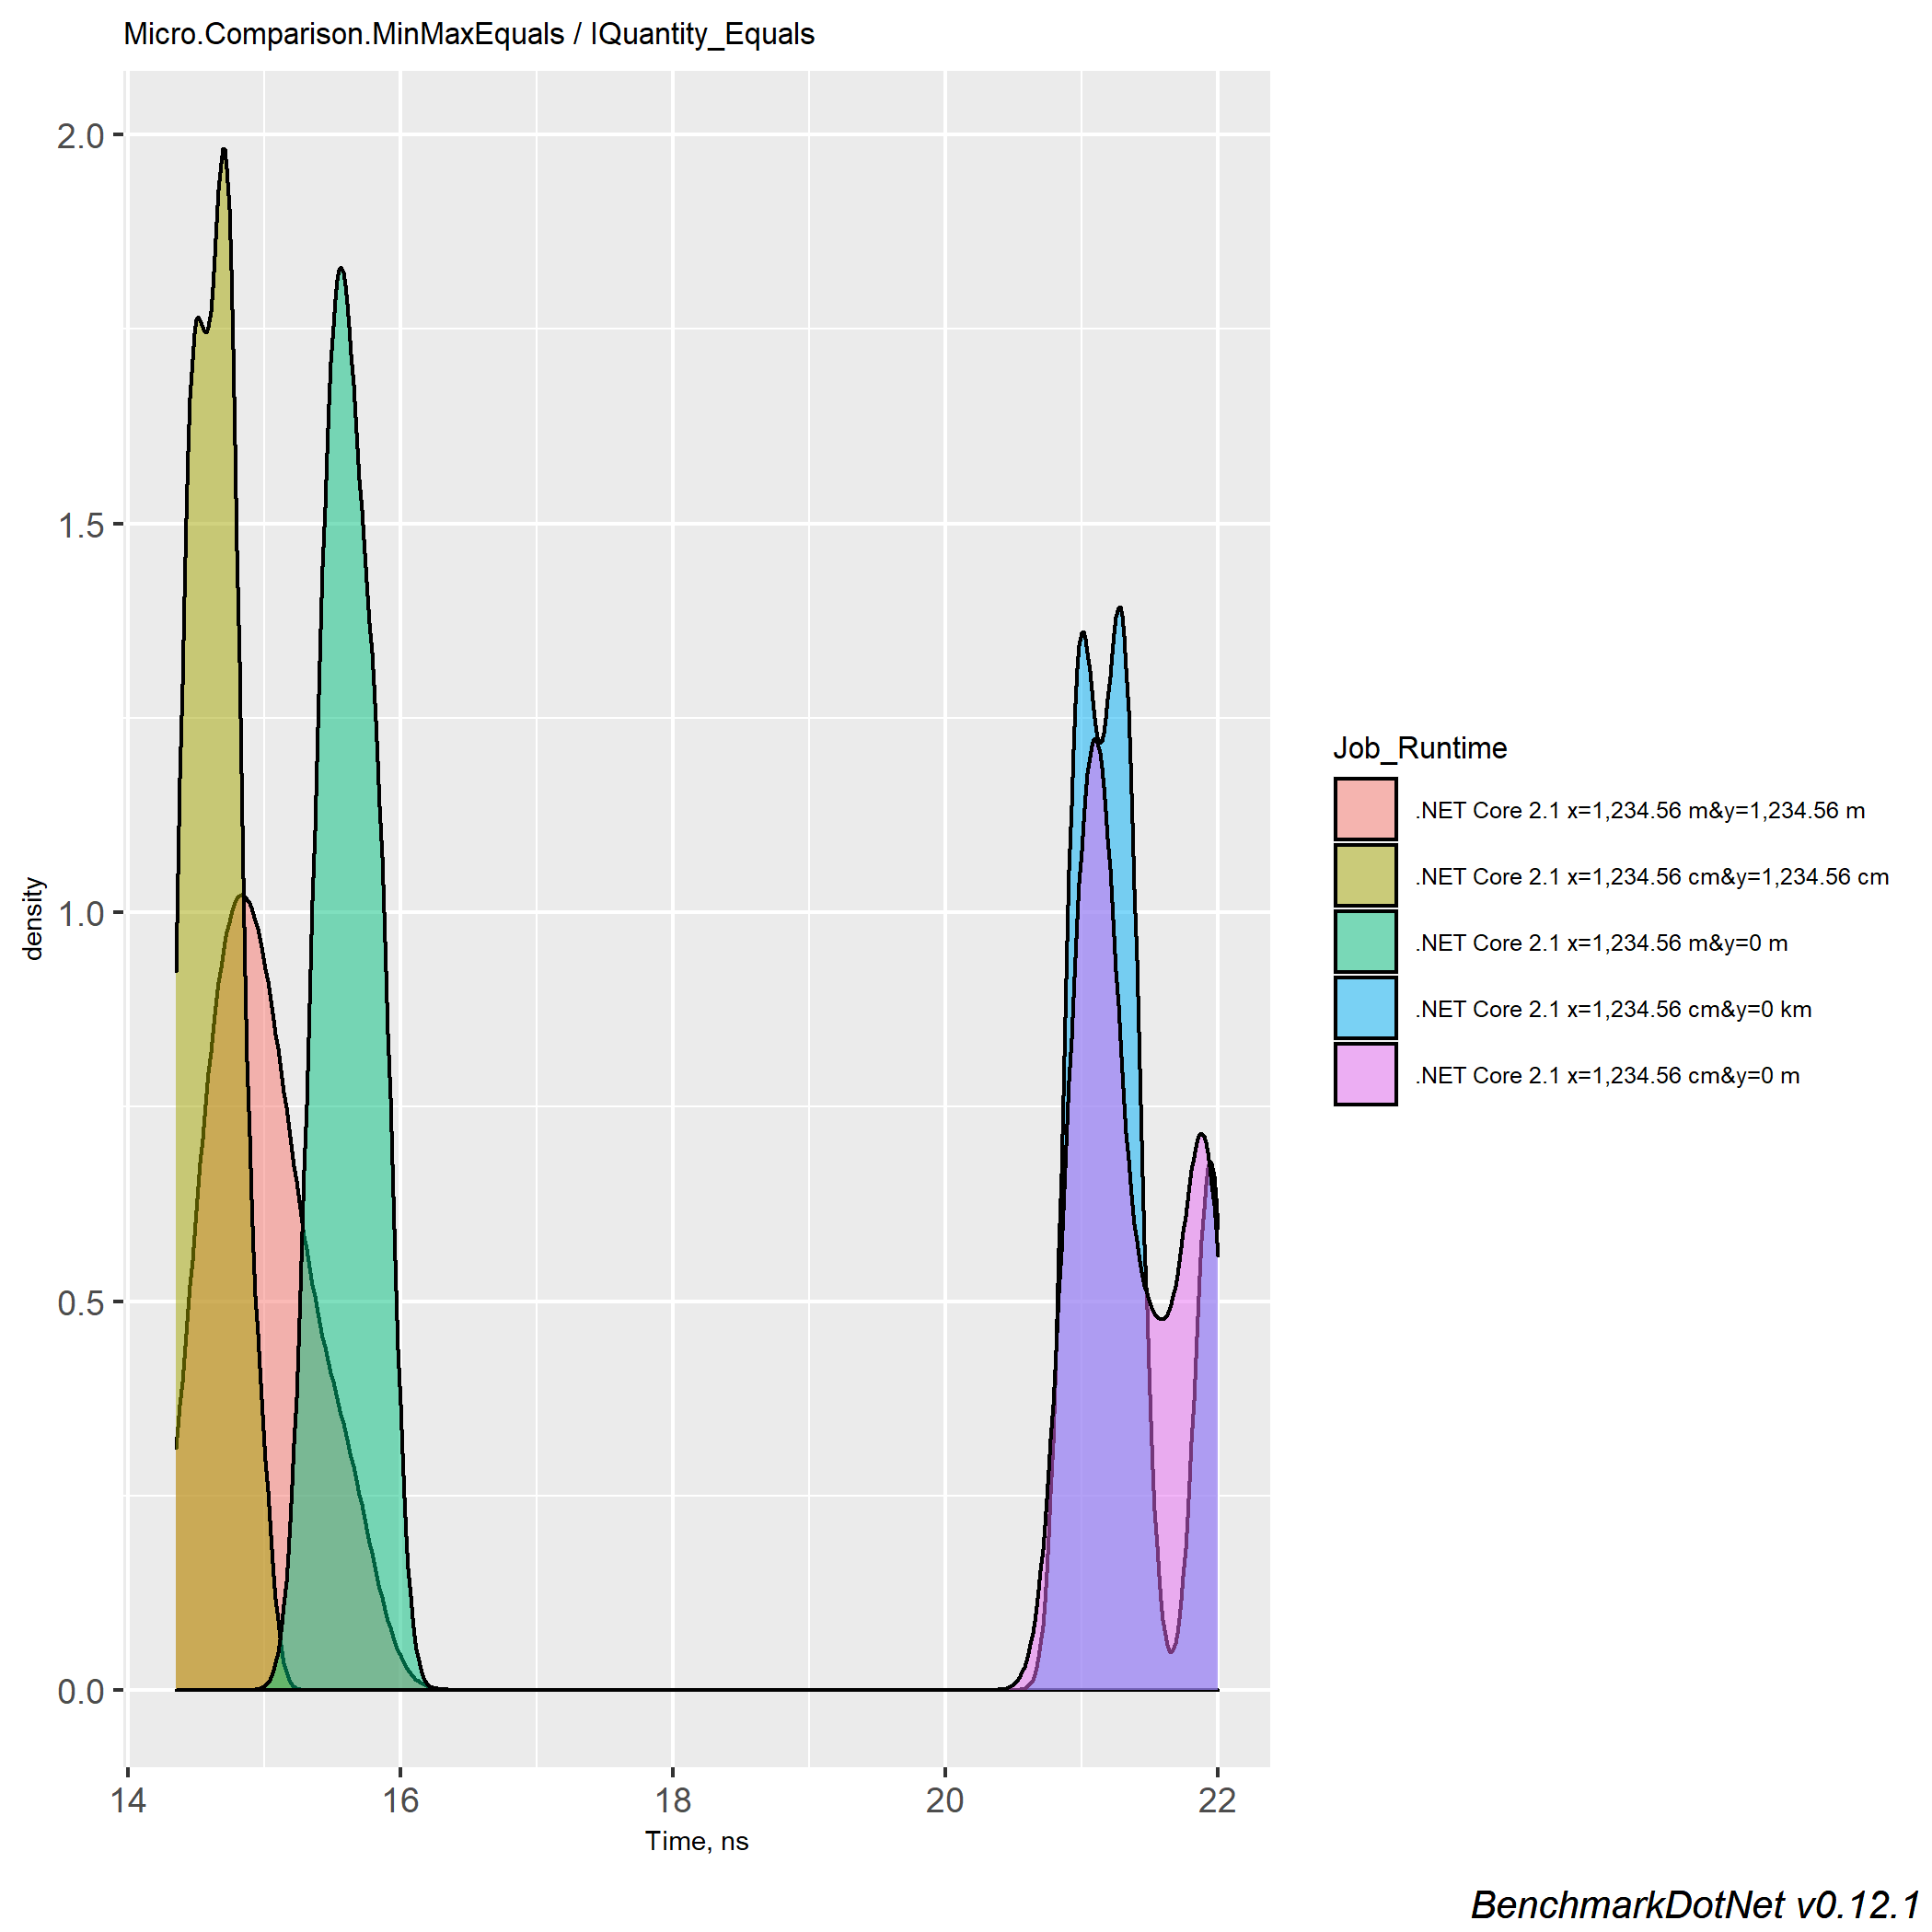 Micro.Comparison.MinMaxEquals / IQuantity_Equals
2.0
1.5
1.0
0.5
0.0
density
14 16 18 20 22
Time, ns
Job_Runtime
.NET Core 2.1 x=1,234.56 m&y=1,234.56 m
.NET Core 2.1 x=1,234.56 cm&y=1,234.56 cm
.NET Core 2.1 x=1,234.56 m&y=0 m
.NET Core 2.1 x=1,234.56 cm&y=0 km
.NET Core 2.1 x=1,234.56 cm&y=0 m
BenchmarkDotNet v0.12.1